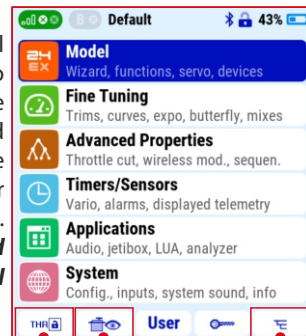 Default 43%
24
EX
Model
Wizard, functions, servo, devices
Fine Tuning
Trims, curves, expo, butterfly, mixes
Advanced Properties
Throttle cut, wireless mod., sequen.
Timers/Sensors
Vario, alarms, displayed telemetry
Applications
Audio, jetibox, LUA, analyzer
System
Config., inputs, system sound, info
THR a User